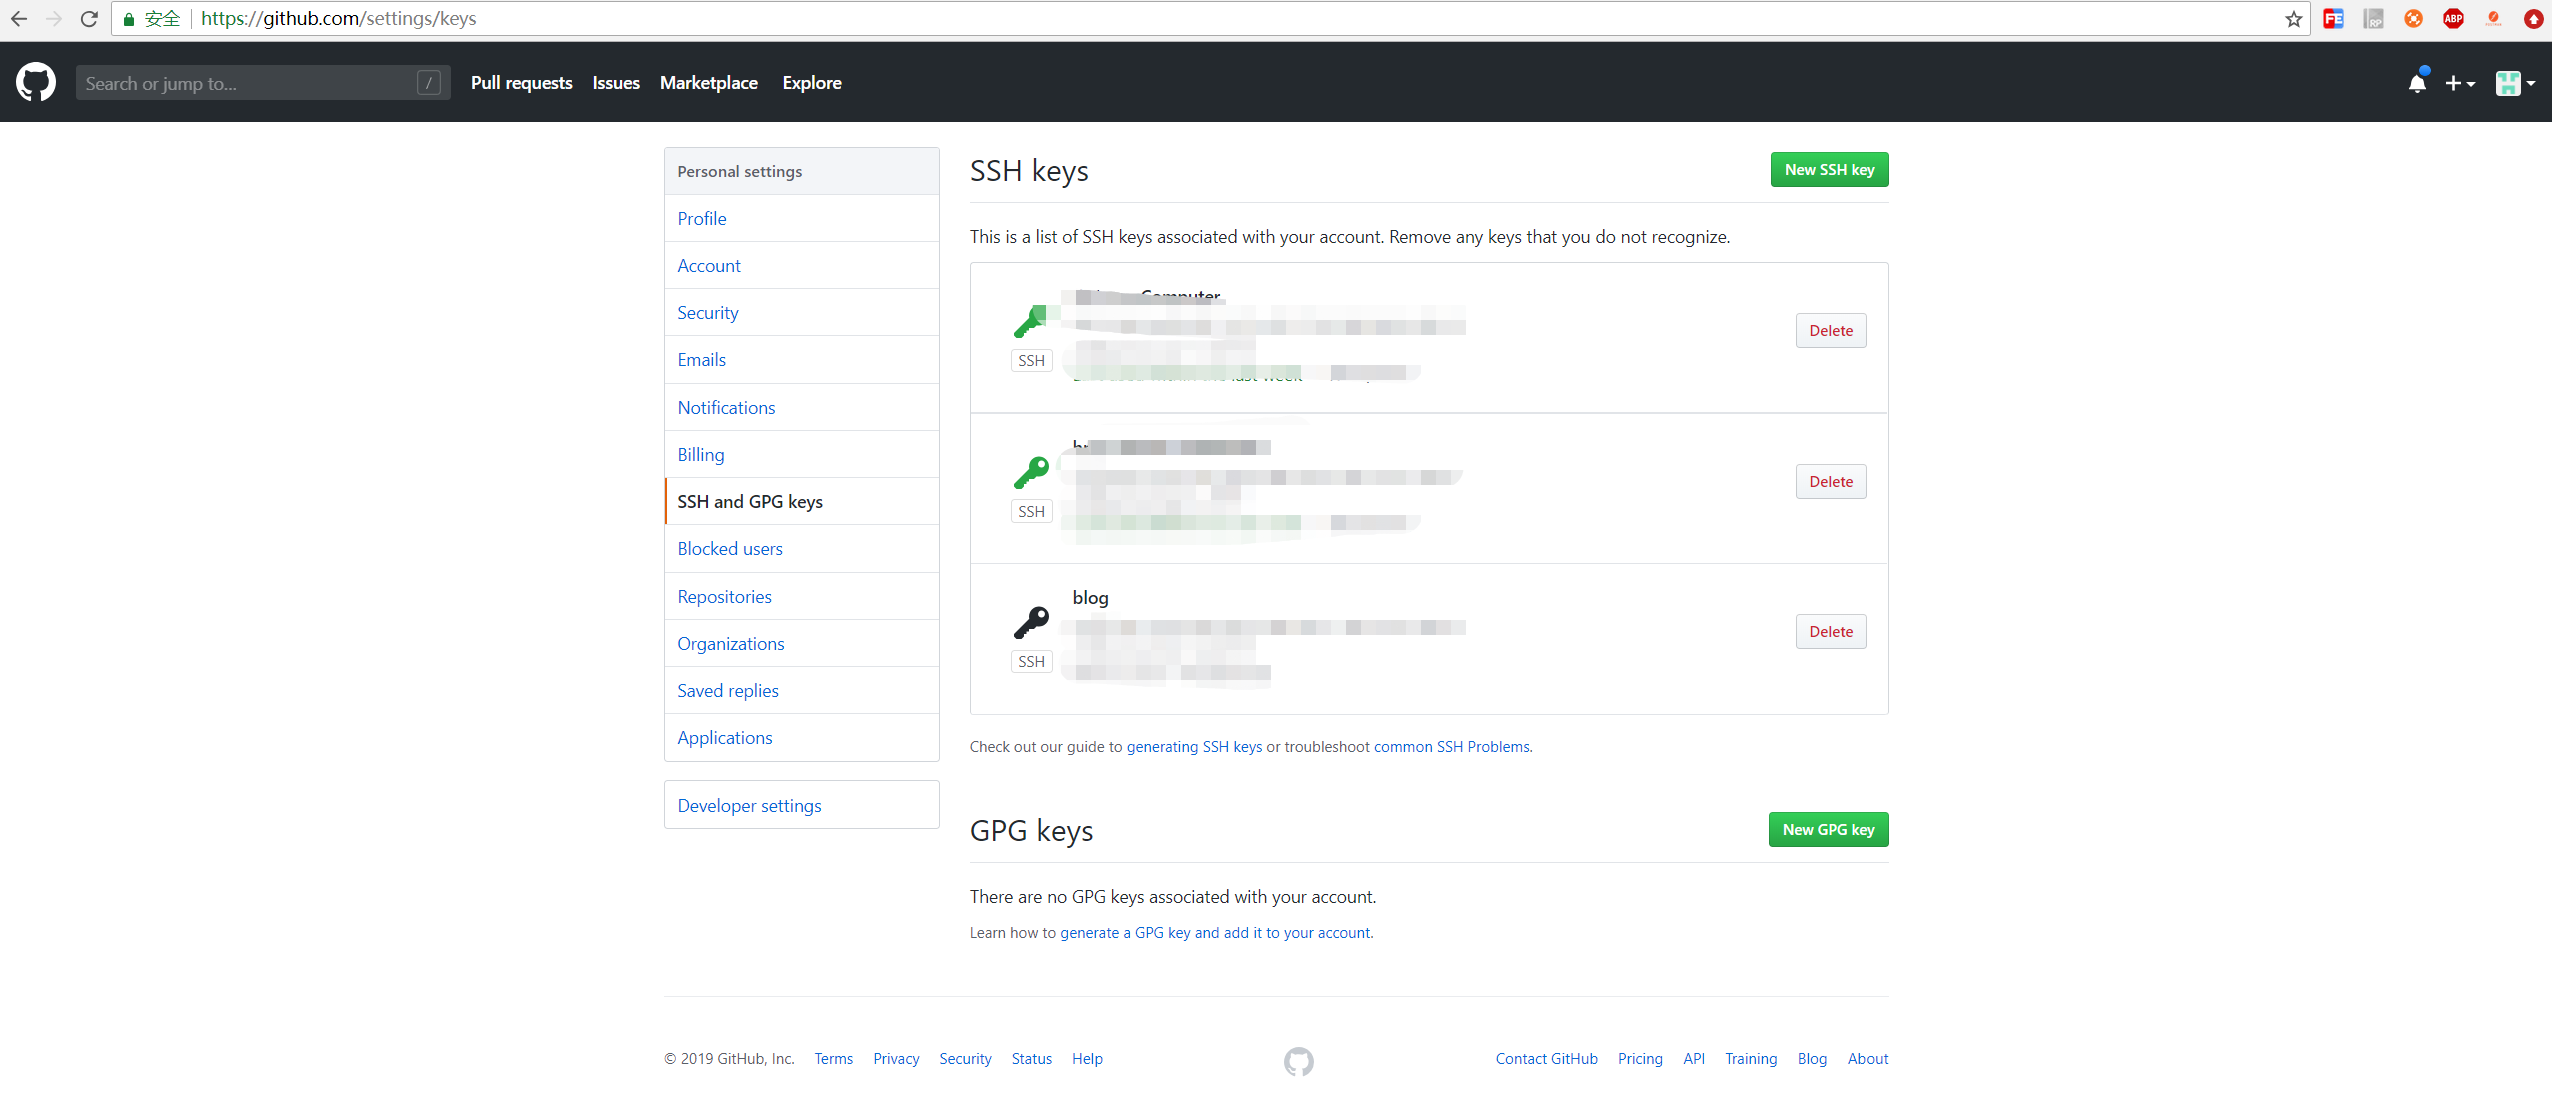 安全 https://github.com/settings/keys
FE RP ABP
Search or jump to... / Pull requests Issues Marketplace Explore
Personal settings
Profile
Account
Security
Emails
Notifications
Billing
SSH and GPG keys
Blocked users
Repositories
Organizations
Saved replies
Applications
Developer settings
SSH keys New SSH key
This is a list of SSH keys associated with your account. Remove any keys that you do not recognize.
Computer
SSH Delete
SSH Delete
blog
SSH Delete
Check out our guide to generating SSH keys or troubleshoot common SSH Problems.
GPG keys New GPG key
There are no GPG keys associated with your account.
Learn how to generate a GPG key and add it to your account.
© 2019 GitHub, Inc. Terms Privacy Security Status Help Contact GitHub Pricing API Training Blog About